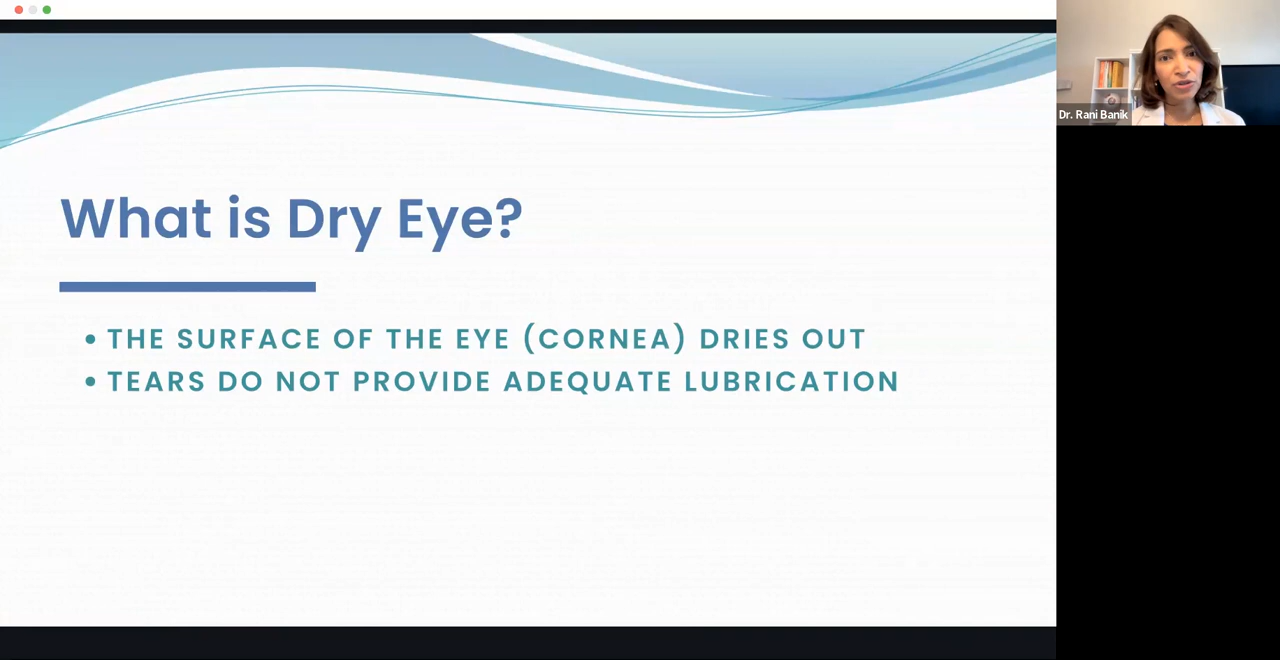 Dr. Rani Banik
What is Dry Eye?
• THE SURFACE OF THE EYE (CORNEA) DRIES OUT
• TEARS DO NOT PROVIDE ADEQUATE LUBRICATION